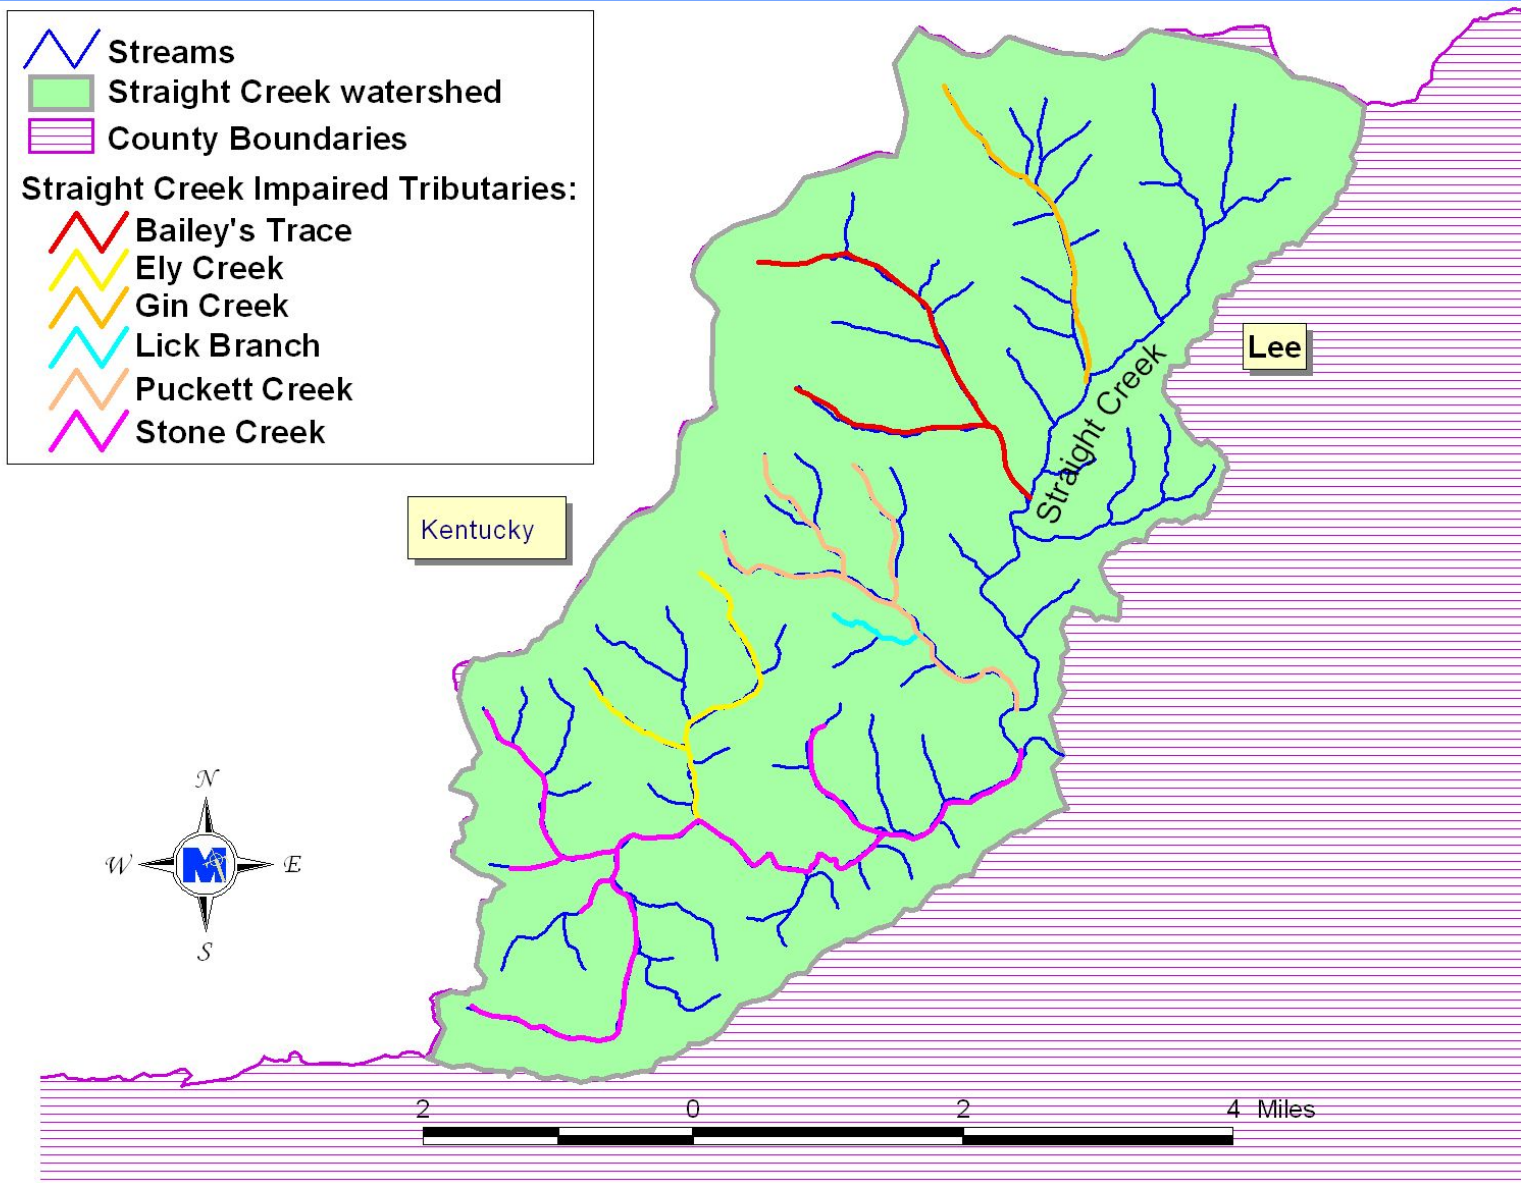 Streams
Straight Creek watershed
County Boundaries
Straight Creek Impaired Tributaries:
Bailey's Trace
Ely Creek
Gin Creek
Lick Branch
Puckett Creek
Stone Creek
Lee
Straight Creek
Kentucky
N
W
M
E
S
2 0 2 4 Miles